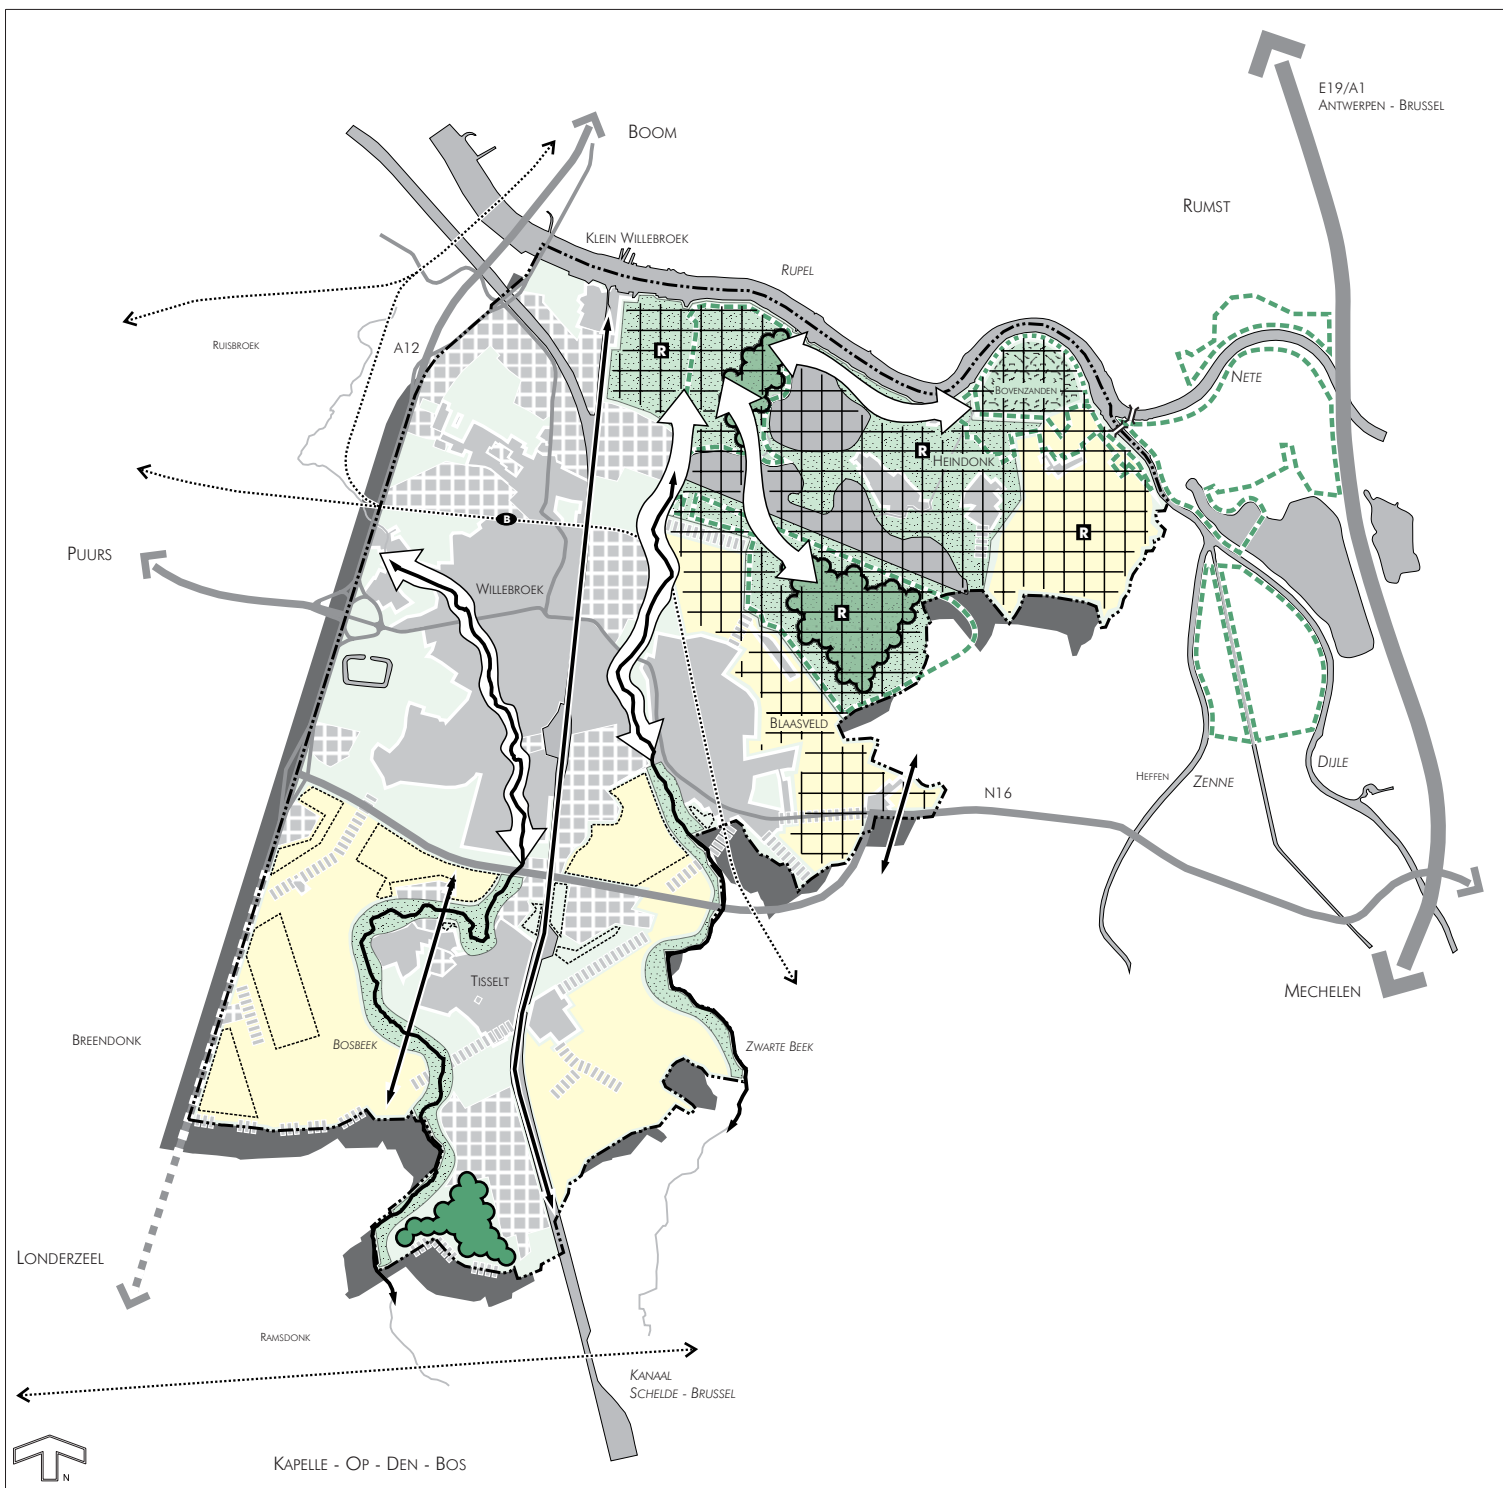 E19/A1
ANTWERPEN - BRUSSEL
BOOM
RUMST
KLEIN WILLEBROEK
RUPEL
RUISBROEK
A12
R
NETE
BOVENZANDEN
R
HEINDONK
B
R
PUURS
WILLEBROEK
R
BLAASVELD
HEFFEN
ZENNE
DIJLE
N16
TISSELT
MECHELEN
BREENDONK
BOSBEEK
ZWARTE BEEK
LONDERZEEL
RAMSDONK
KANAAL
SCHELDE - BRUSSEL
KAPELLE - OP - DEN - BOS
N